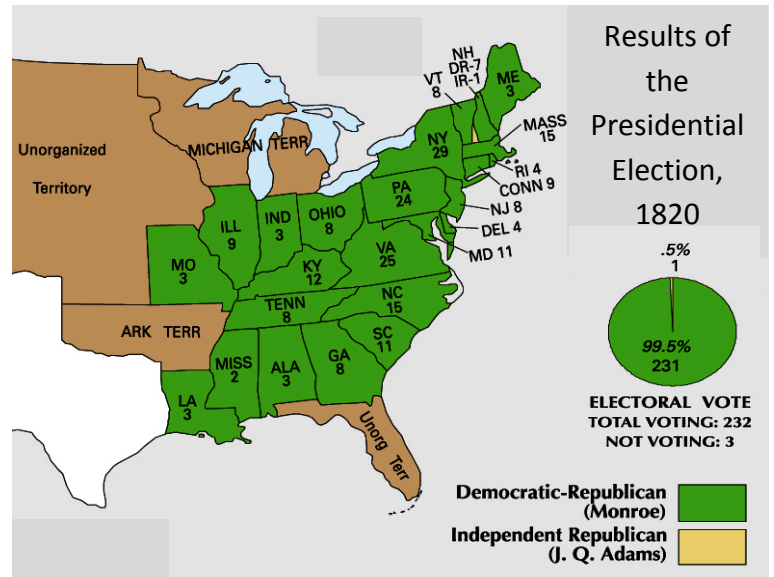 Results of
the
Presidential
Election,
1820
NH
DR-7
IR-1
VT
8
ME
3
MASS
15
NY
29
RI 4
CONN 9
NJ 8
DEL 4
MD 11
PA
24
MICHIGAN TERR
Unorganized
Territory
ILL
9
IND
3
OHIO
8
MO
3
KY
12
VA
25
TENN
8
NC
15
SC
11
ARK TERR
MISS
2
ALA
3
GA
8
LA
3
Unorg Terr
.5%
1
99.5%
231
ELECTORAL VOTE
TOTAL VOTING: 232
NOT VOTING: 3
Democratic-Republican
(Monroe)
Independent Republican
(J. Q. Adams)